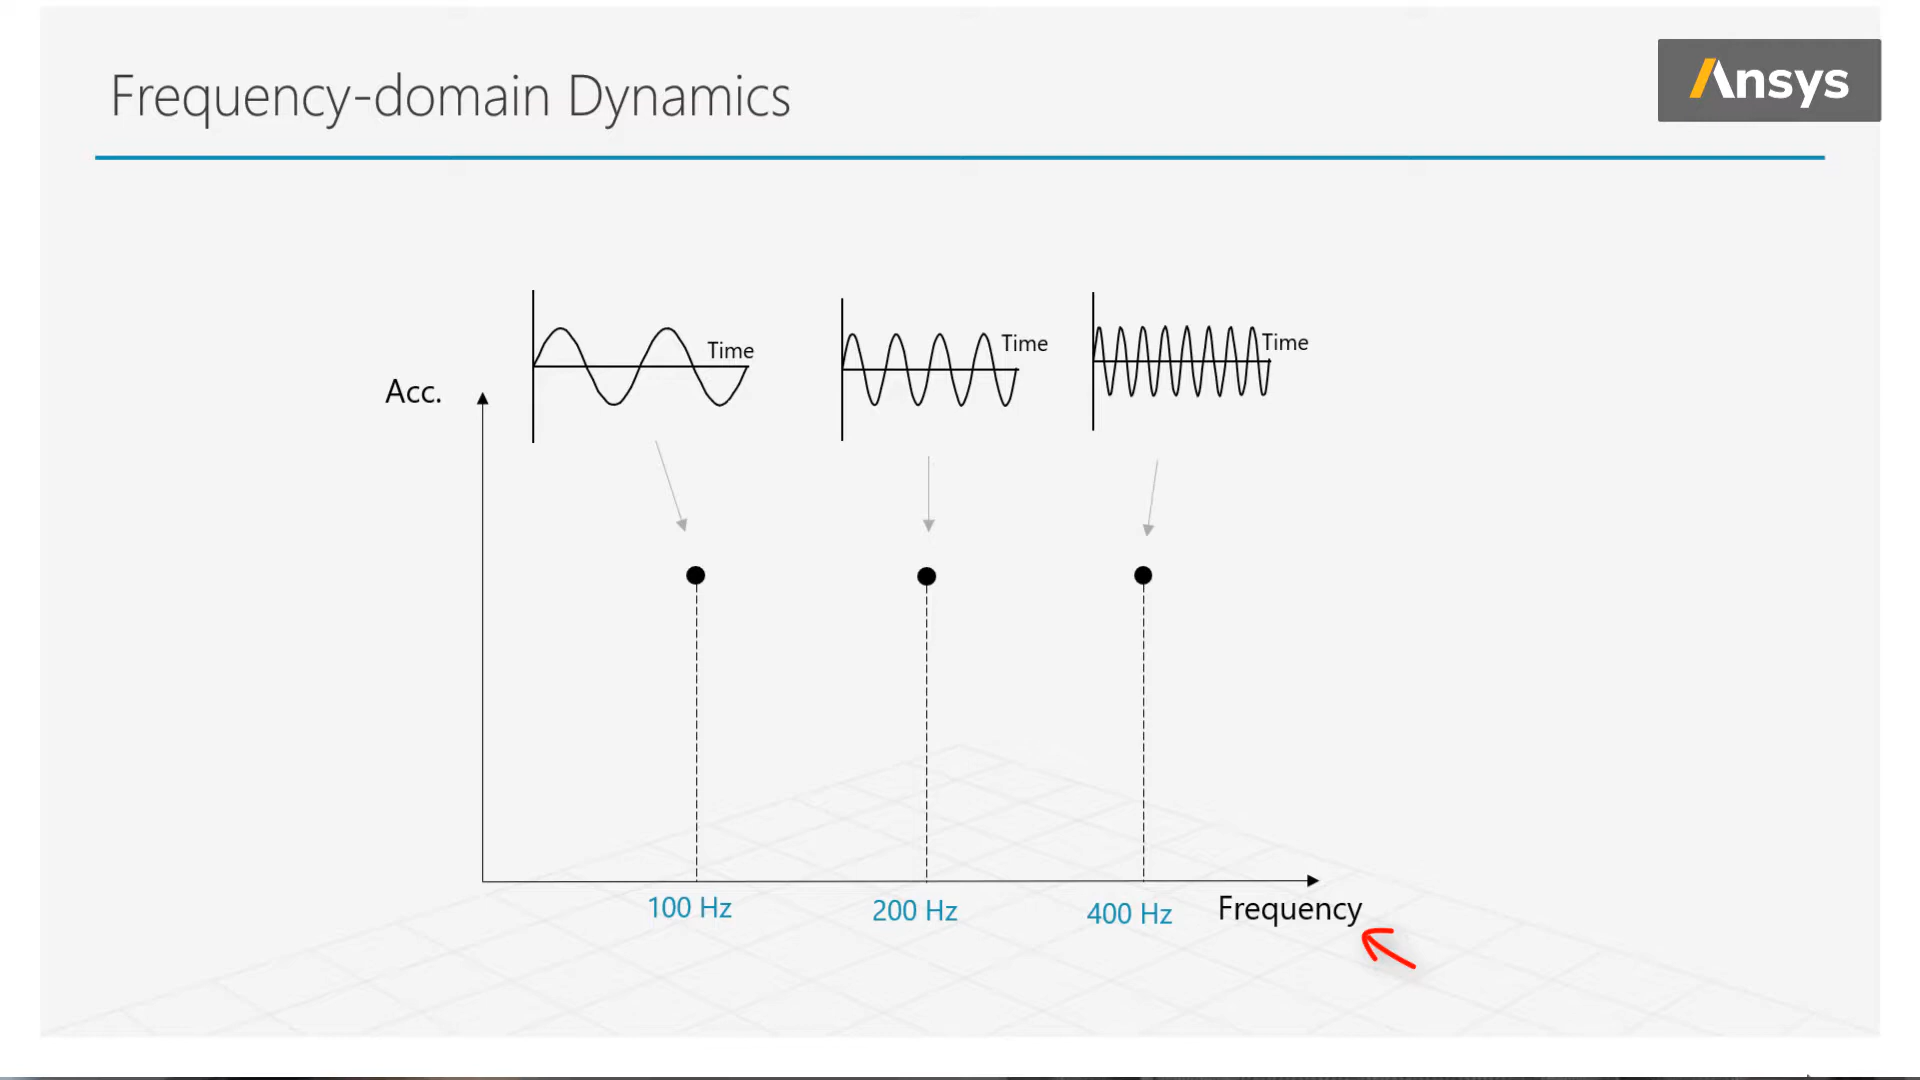 Frequency-domain Dynamics
Ansys
Time
Time
Time
Acc.
100 Hz
200 Hz
400 Hz
Frequency